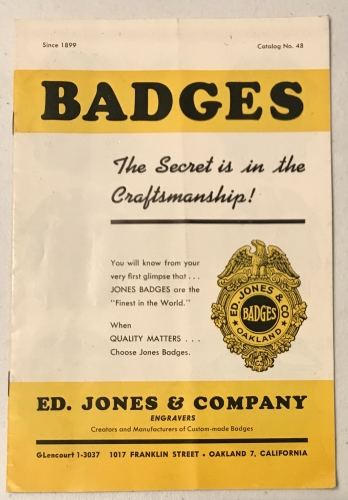 Since 1899 Catalog No. 48
BADGES
The Secret is in the
Craftsmanship!
You will know from your
very first glimpse that . . .
JONES BADGES are the
"Finest in the World."
When
QUALITY MATTERS . . .
Choose Jones Badges.
ED. JONES & CO
BADGES
OAKLAND
ED. JONES & COMPANY
ENGRAVERS
Creators and Manufacturers of Custom-made Badges
GLencourt 1-3037 1017 FRANKLIN STREET • OAKLAND 7, CALIFORNIA